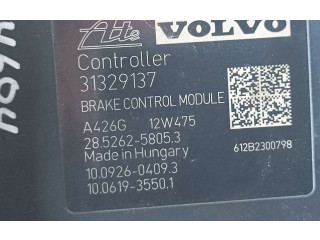 Ate VOLVO
Controller
31329137
BRAKE CONTROL MODULE
A426G 12W475
28.5262-5805.3
Made in Hungary
612B2300798
10.0926-0409.3
10.0619-3550.1